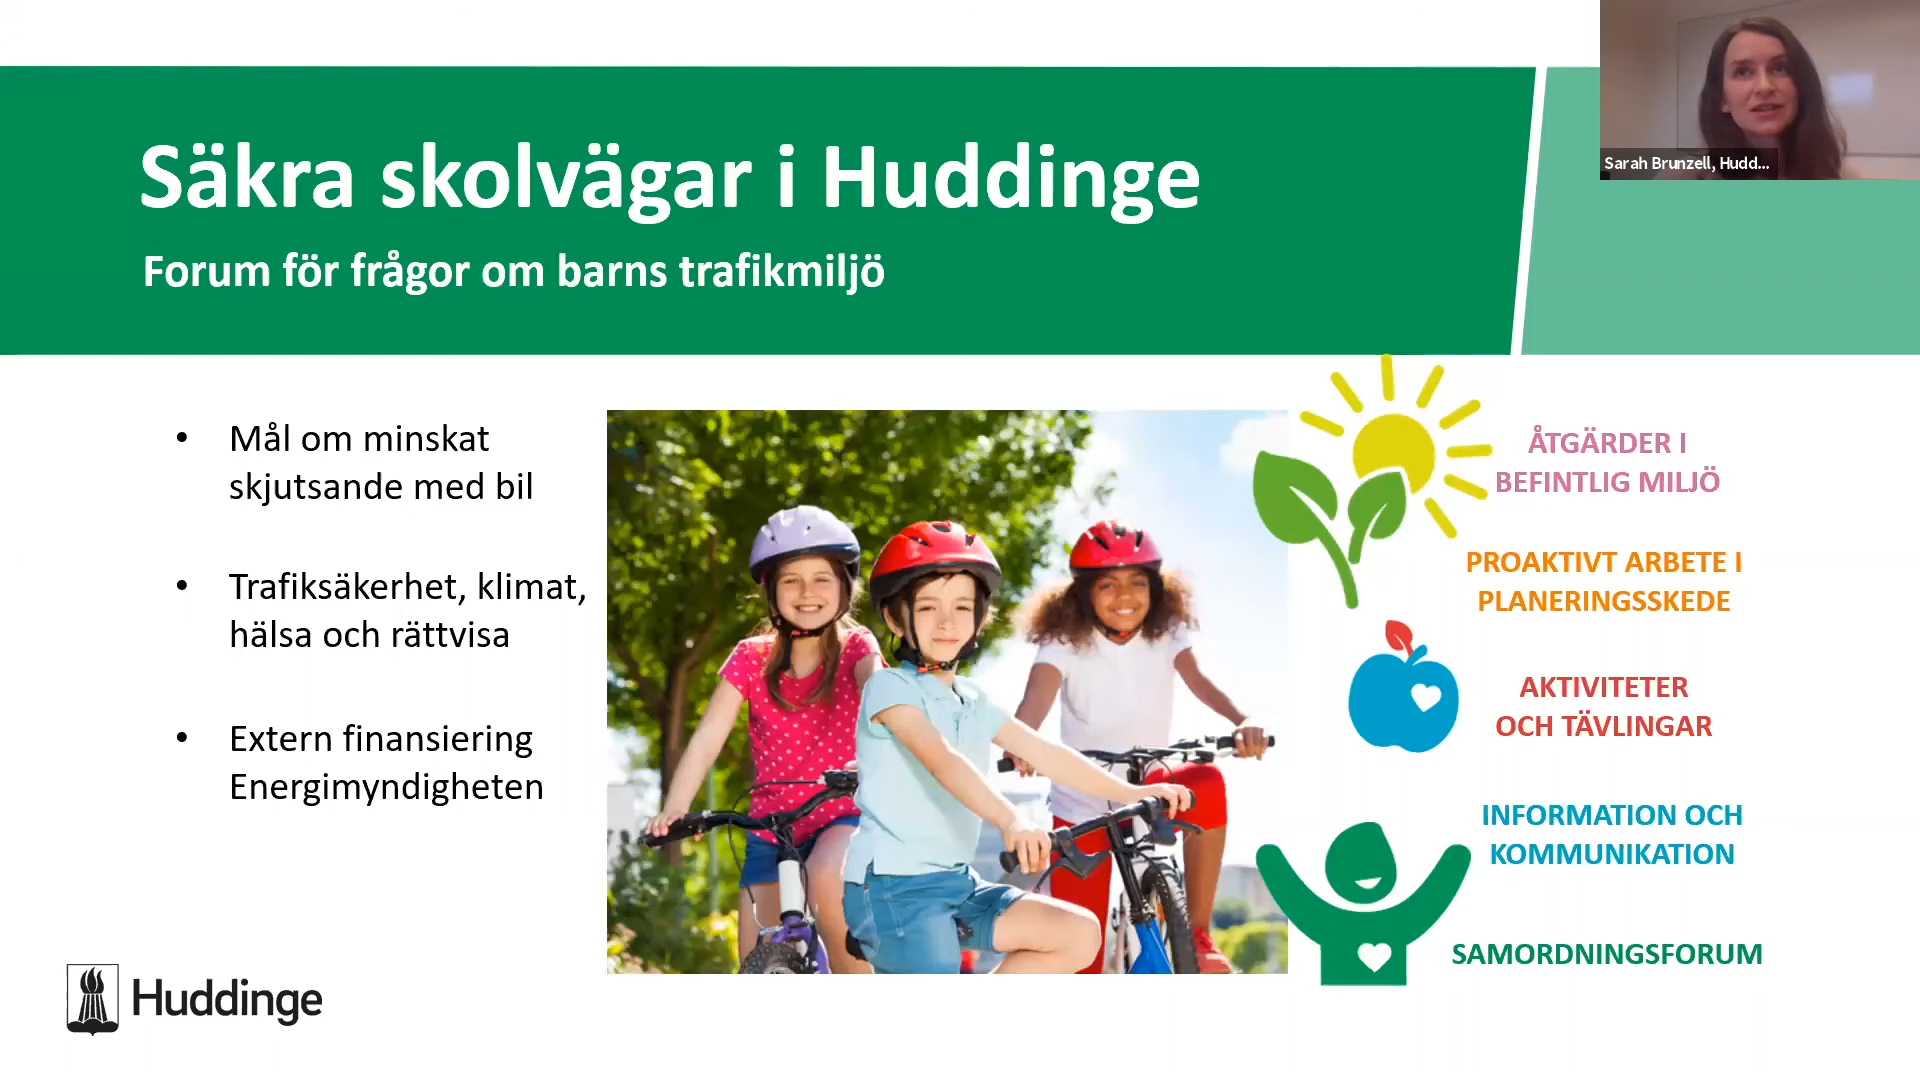 Säkra skolvägar i Huddinge
Forum för frågor om barns trafikmiljö
Sarah Brunzell, Hudd...
• Mål om minskat
skjutsande med bil
• Trafiksäkerhet, klimat,
hälsa och rättvisa
• Extern finansiering
Energimyndigheten
ÅTGÄRDER I
BEFINTLIG MILJÖ
PROAKTIVT ARBETE I
PLANERINGSSKEDE
AKTIVITETER
OCH TÄVLINGAR
INFORMATION OCH
KOMMUNIKATION
SAMORDNINGSFORUM
Huddinge